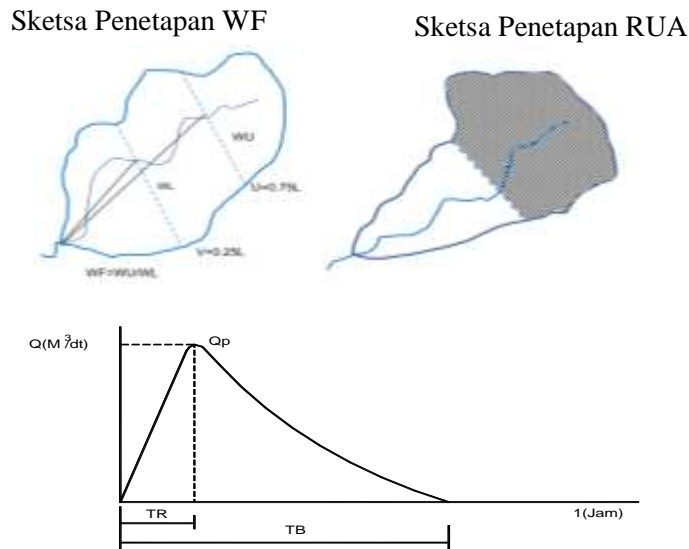 Sketsa Penetapan WF
Sketsa Penetapan RUA
WU
WL
U=0.75L
V=0.25L
WF=WU/WL
Q(M³/dt)
Qp
1(Jam)
TR
TB